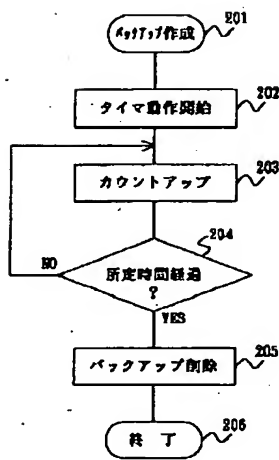 バックアップ作成
201
タイマ動作開始
202
カウントアップ
203
所定時間経過
?
204
NO
YES
バックアップ削除
205
終 了
206